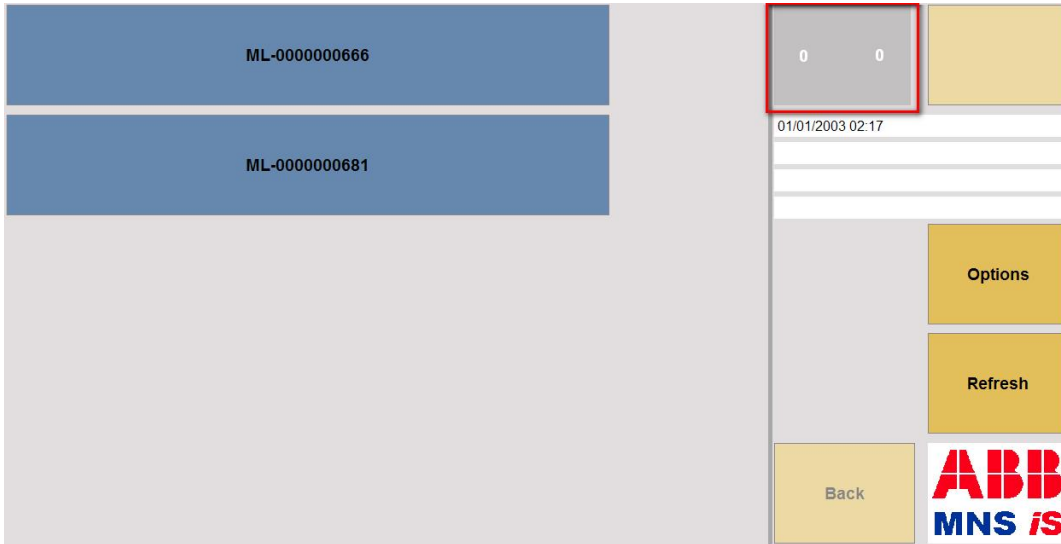 ML-0000000666
0 0
01/01/2003 02:17
ML-0000000681
Options
Refresh
Back
ABB
MNS iS